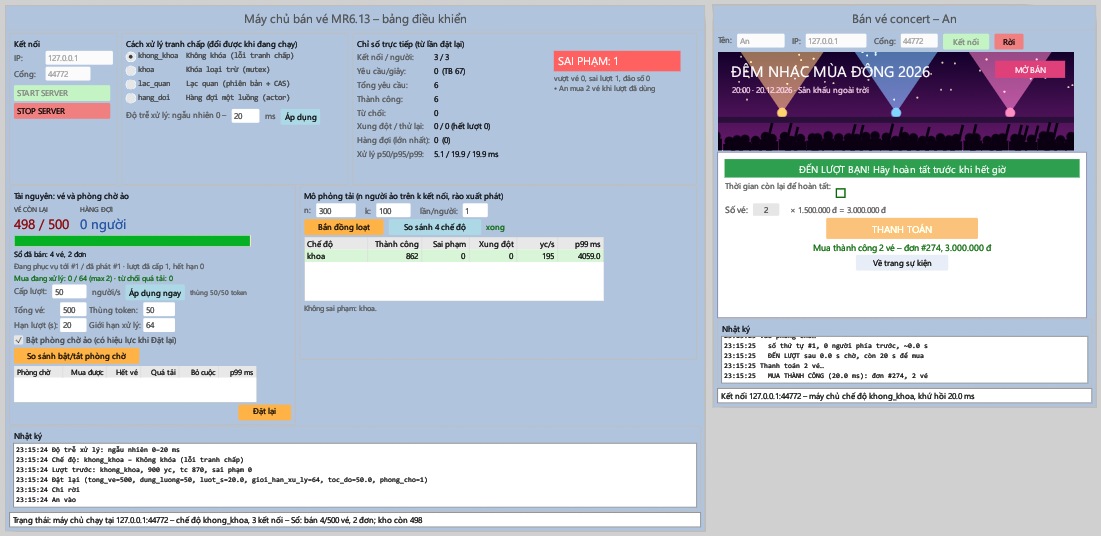 Máy chủ bán vé MR6.13 – bảng điều khiển
Kết nối
IP: 127.0.0.1
Cổng: 44772
START SERVER
STOP SERVER
Cách xử lý tranh chấp (đổi được khi đang chạy)
khong_khoa Không khóa (lỗi tranh chấp)
khoa Khóa loại trừ (mutex)
lac_quan Lạc quan (phiên bản + CAS)
hang_doi Hàng đợi một luồng (actor)
Độ trễ xử lý: ngẫu nhiên 0 – 20 ms Áp dụng
Chỉ số trực tiếp (từ lần đặt lại)
Kết nối / người: 3 / 3
Yêu cầu/giây: 0 (TB 67)
Tổng yêu cầu: 6
Thành công: 6
Từ chối: 0
Xung đột / thử lại: 0 / 0 (hết lượt 0)
Hàng đợi (lớn nhất): 0 (0)
Xử lý p50/p95/p99: 5.1 / 19.9 / 19.9 ms
SAI PHẠM: 1
vượt vé 0, sai lượt 1, đảo số 0
• An mua 2 vé khi lượt đã dùng
Tài nguyên: vé và phòng chờ ảo
VÉ CÒN LẠI HÀNG ĐỢI
498 / 500 0 người
Số đã bán: 4 vé, 2 đơn
Đang phục vụ tới #1 / đã phát #1 · lượt đã cấp 1, hết hạn 0
Mua đang xử lý: 0 / 64 (max 2) · từ chối quá tải: 0
Cấp lượt: 50 người/s Áp dụng ngay thùng 50/50 token
Tổng vé: 500 Thùng token: 50
Hạn lượt (s): 20 Giới hạn xử lý: 64
Bật phòng chờ ảo (có hiệu lực khi Đặt lại)
So sánh bật/tắt phòng chờ
Phòng chờ Mua được Hết vé Quá tải Bỏ cuộc p99 ms
Đặt lại
Mô phỏng tải (n người ảo trên k kết nối, rào xuất phát)
n: 300 k: 100 lần/người: 1
Bắn đồng loạt So sánh 4 chế độ xong
Chế độ Thành công Sai phạm Xung đột yc/s p99 ms
khoa 862 0 0 195 4059.0
Không sai phạm: khoa.
Nhật ký
23:15:24 Độ trễ xử lý: ngẫu nhiên 0–20 ms
23:15:24 Chế độ: khong_khoa – Không khóa (lỗi tranh chấp)
23:15:24 Lượt trước: khong_khoa, 900 yc, tc 870, sai phạm 0
23:15:24 Đặt lại (tong_ve=500, dung_luong=50, luot_s=20.0, gioi_han_xu_ly=64, toc_do=50.0, phong_cho=1)
23:15:24 Chi rời
23:15:24 An vào
Trạng thái: máy chủ chạy tại 127.0.0.1:44772 – chế độ khong_khoa, 3 kết nối – Số: bán 4/500 vé, 2 đơn; kho còn 498
Bán vé concert – An
Tên: An IP: 127.0.0.1 Cổng: 44772 Kết nối Rời
ĐÊM NHẠC MÙA ĐÔNG 2026
MỞ BÁN
20:00 · 20.12.2026 · Sân khấu ngoài trời
ĐẾN LƯỢT BẠN! Hãy hoàn tất trước khi hết giờ
Thời gian còn lại để hoàn tất:
Số vé: 2 × 1.500.000 đ = 3.000.000 đ
THANH TOÁN
Mua thành công 2 vé – đơn #274, 3.000.000 đ
Về trang sự kiện
Nhật ký
23:15:25 số thứ tự #1, 0 người phía trước, ~0.0 s
23:15:25 ĐẾN LƯỢT sau 0.0 s chờ, còn 20 s để mua
23:15:25 Thanh toán 2 vé…
23:15:25 MUA THÀNH CÔNG (20.0 ms): đơn #274, 2 vé
Kết nối 127.0.0.1:44772 – máy chủ chế độ khong_khoa, khứ hồi 20.0 ms